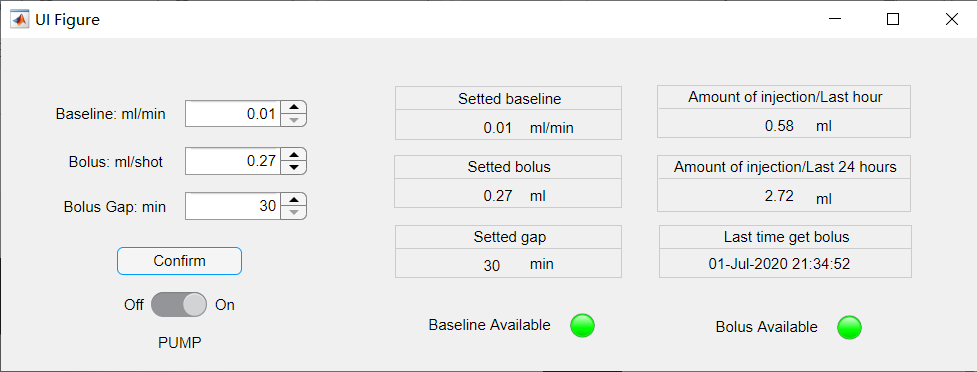 UI Figure
Baseline: ml/min 0.01
Bolus: ml/shot 0.27
Bolus Gap: min 30
Confirm
Off On
PUMP
Setted baseline
0.01 ml/min
Setted bolus
0.27 ml
Setted gap
30 min
Baseline Available
Amount of injection/Last hour
0.58 ml
Amount of injection/Last 24 hours
2.72 ml
Last time get bolus
01-Jul-2020 21:34:52
Bolus Available